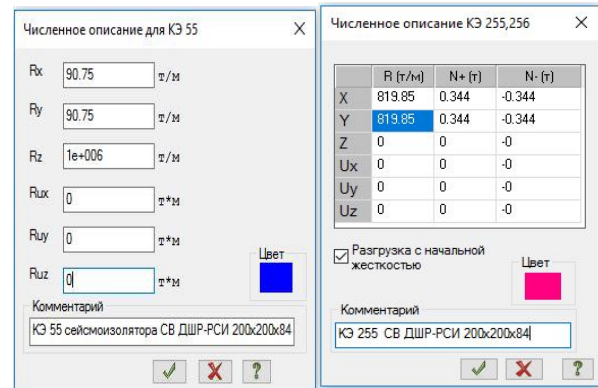 Численное описание для КЭ 55
Rx 90.75 т/м
Ry 90.75 т/м
Rz 1e+006 т/м
Rux 0 т*м
Ruy 0 т*м
Ruz 0 т*м
Цвет
Комментарий
КЭ 55 сейсмоизолятора СВ ДШР-РСИ 200х200х84
Численное описание КЭ 255,256
R (т/м) N+ (т) N- (т)
X 819.85 0.344 -0.344
Y 819.85 0.344 -0.344
Z 0 0 -0
Ux 0 0 -0
Uy 0 0 -0
Uz 0 0 -0
Разгрузка с начальной
жесткостью
Цвет
Комментарий
КЭ 255 СВ ДШР-РСИ 200х200х84